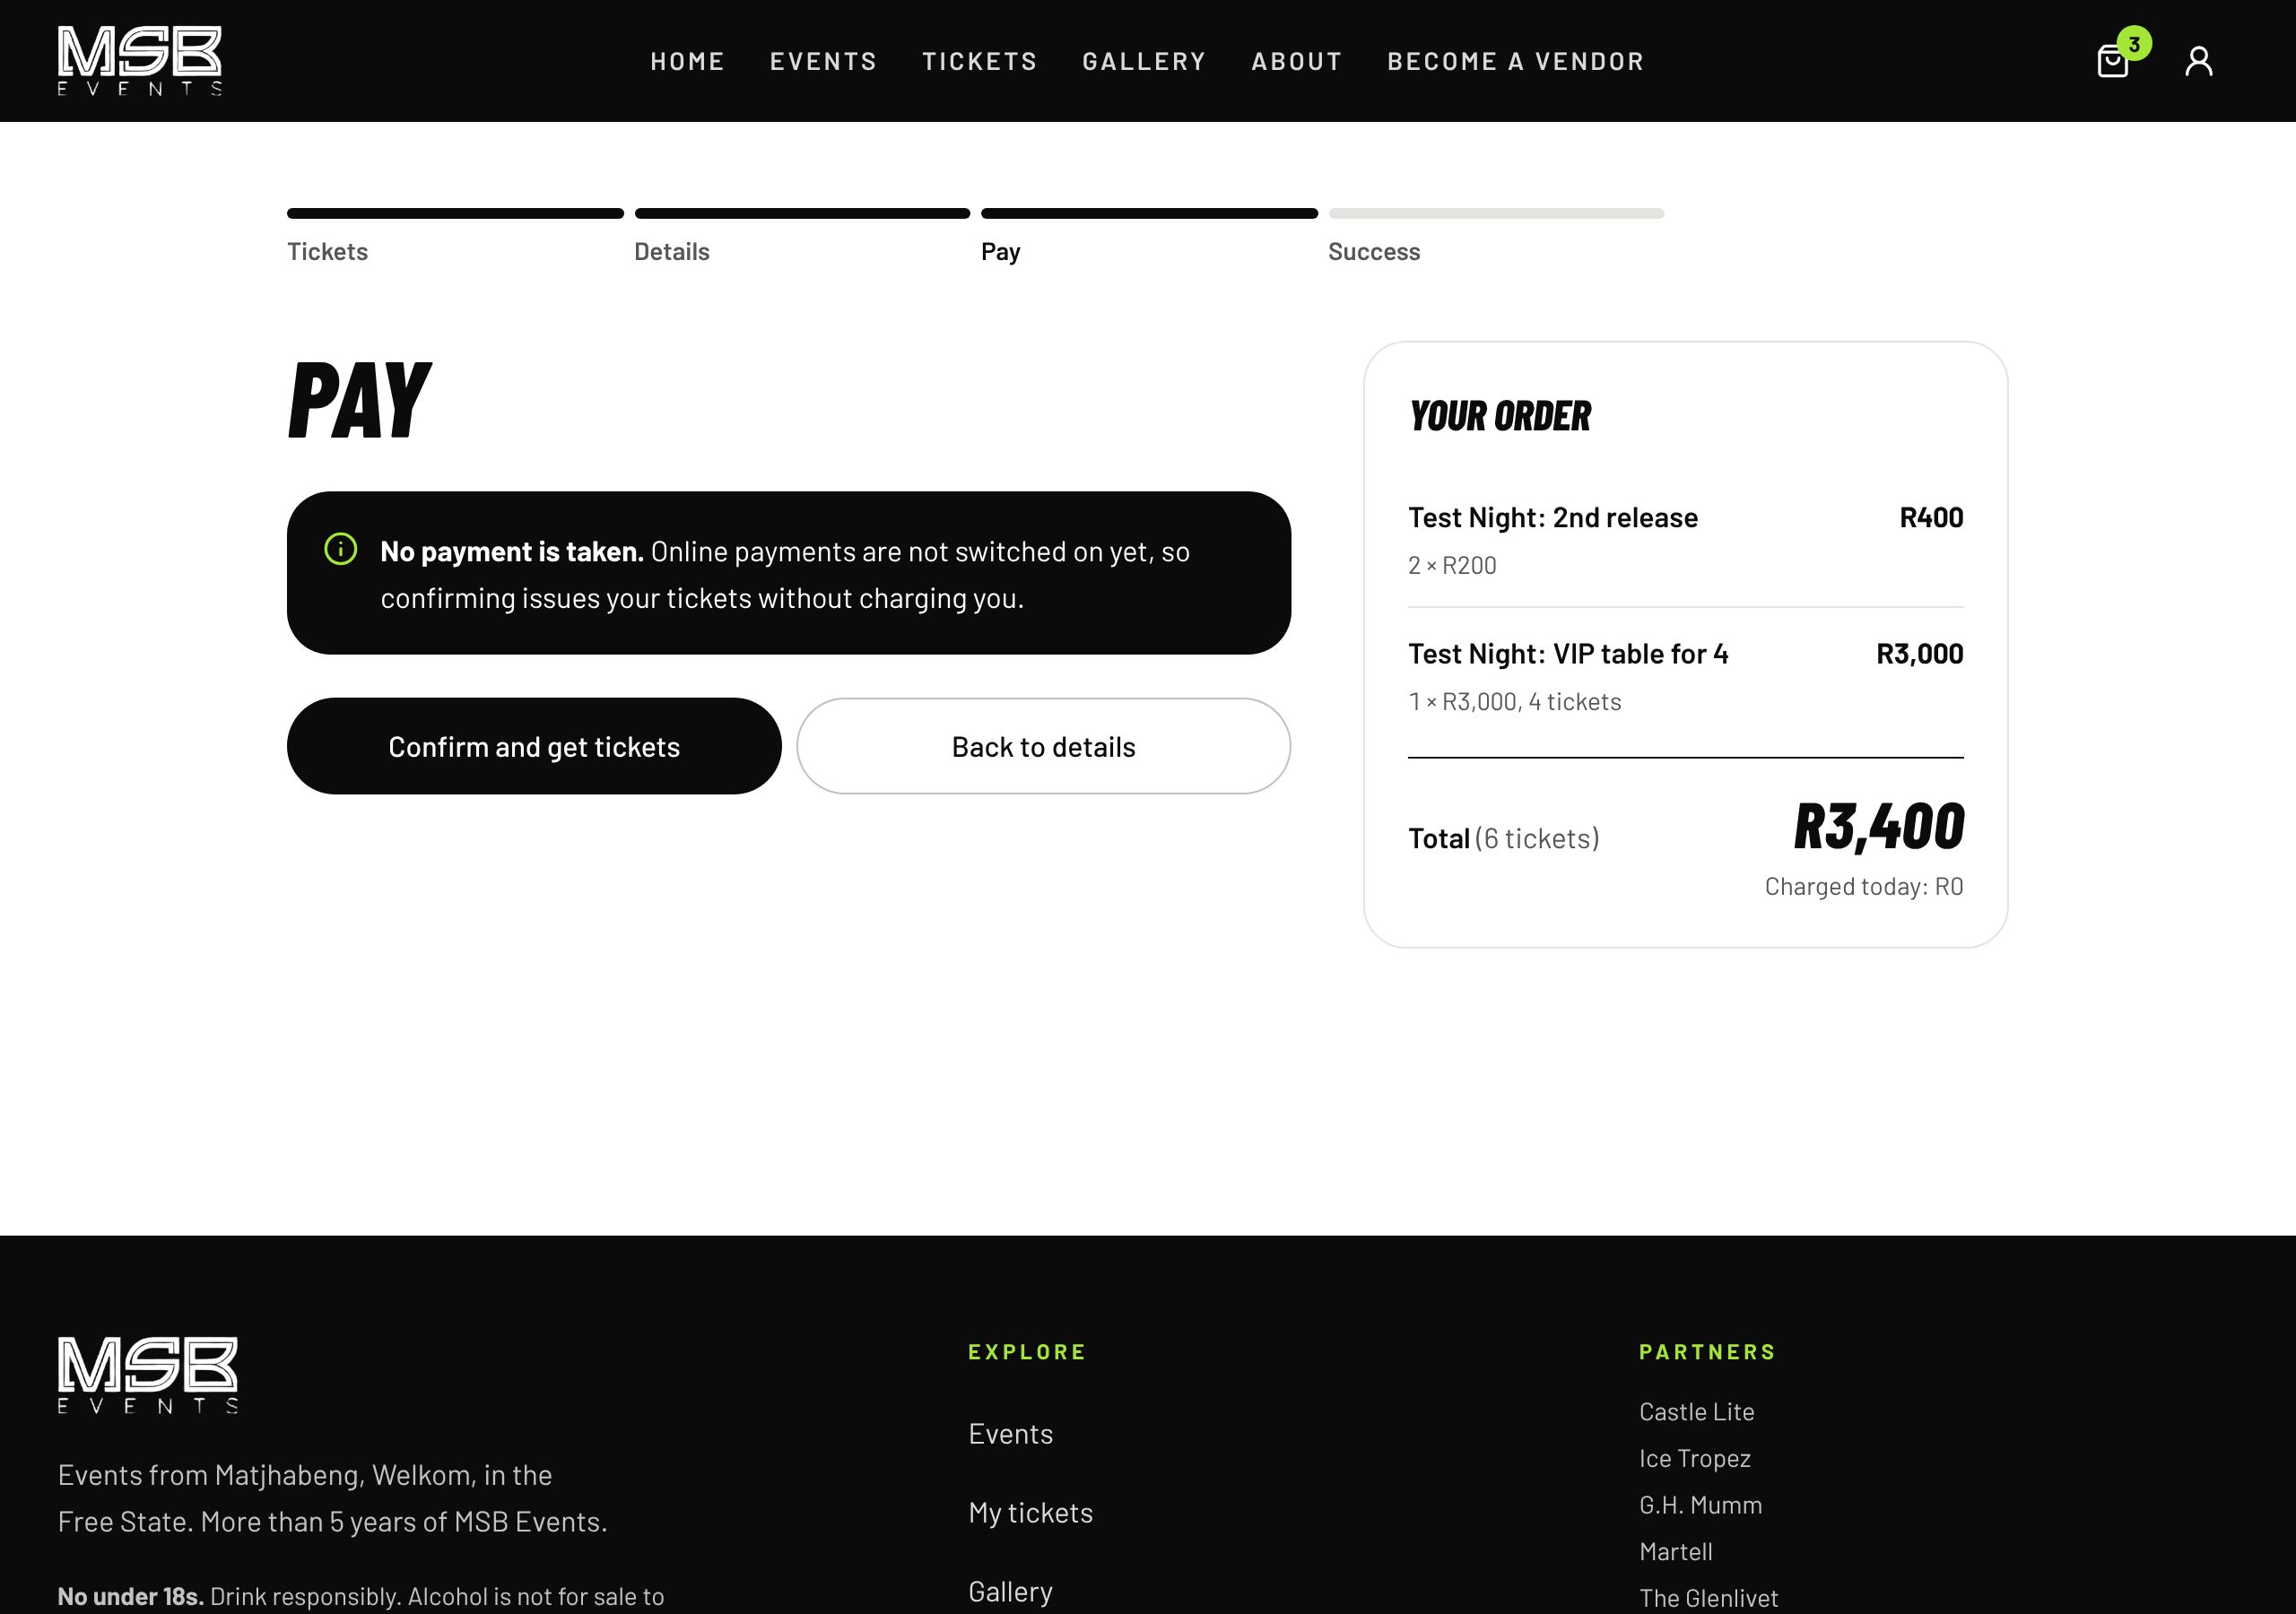 MSB
EVENTS
HOME EVENTS TICKETS GALLERY ABOUT BECOME A VENDOR
3
Tickets Details Pay Success
PAY
No payment is taken. Online payments are not switched on yet, so
confirming issues your tickets without charging you.
Confirm and get tickets
Back to details
YOUR ORDER
Test Night: 2nd release R400
2 × R200
Test Night: VIP table for 4 R3,000
1 × R3,000, 4 tickets
Total (6 tickets) R3,400
Charged today: R0
MSB
EVENTS
Events from Matjhabeng, Welkom, in the
Free State. More than 5 years of MSB Events.
No under 18s. Drink responsibly. Alcohol is not for sale to
EXPLORE
Events
My tickets
Gallery
PARTNERS
Castle Lite
Ice Tropez
G.H. Mumm
Martell
The Glenlivet